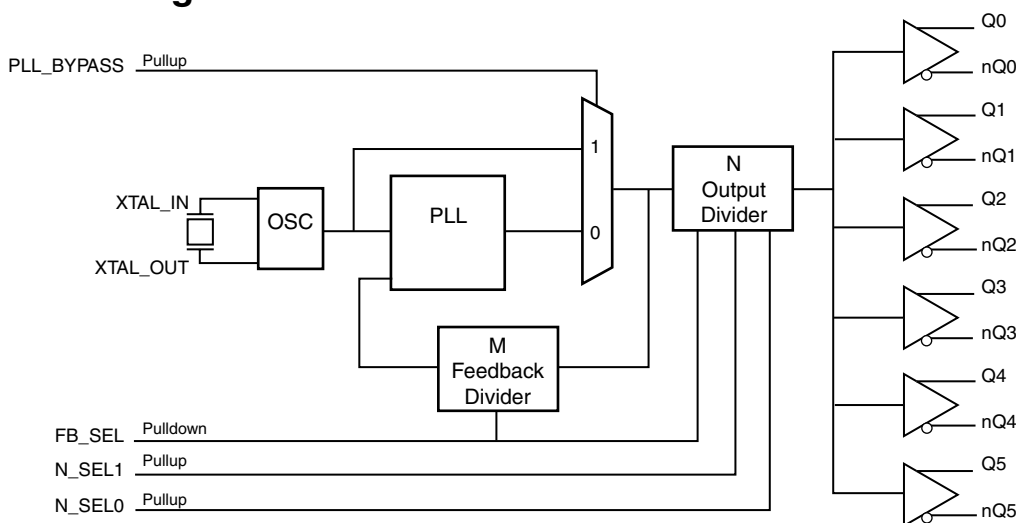 PLL_BYPASS Pullup
XTAL_IN
XTAL_OUT
OSC
PLL
1
0
M
Feedback
Divider
N
Output
Divider
FB_SEL Pulldown
N_SEL1 Pullup
N_SEL0 Pullup
Q0
nQ0
Q1
nQ1
Q2
nQ2
Q3
nQ3
Q4
nQ4
Q5
nQ5